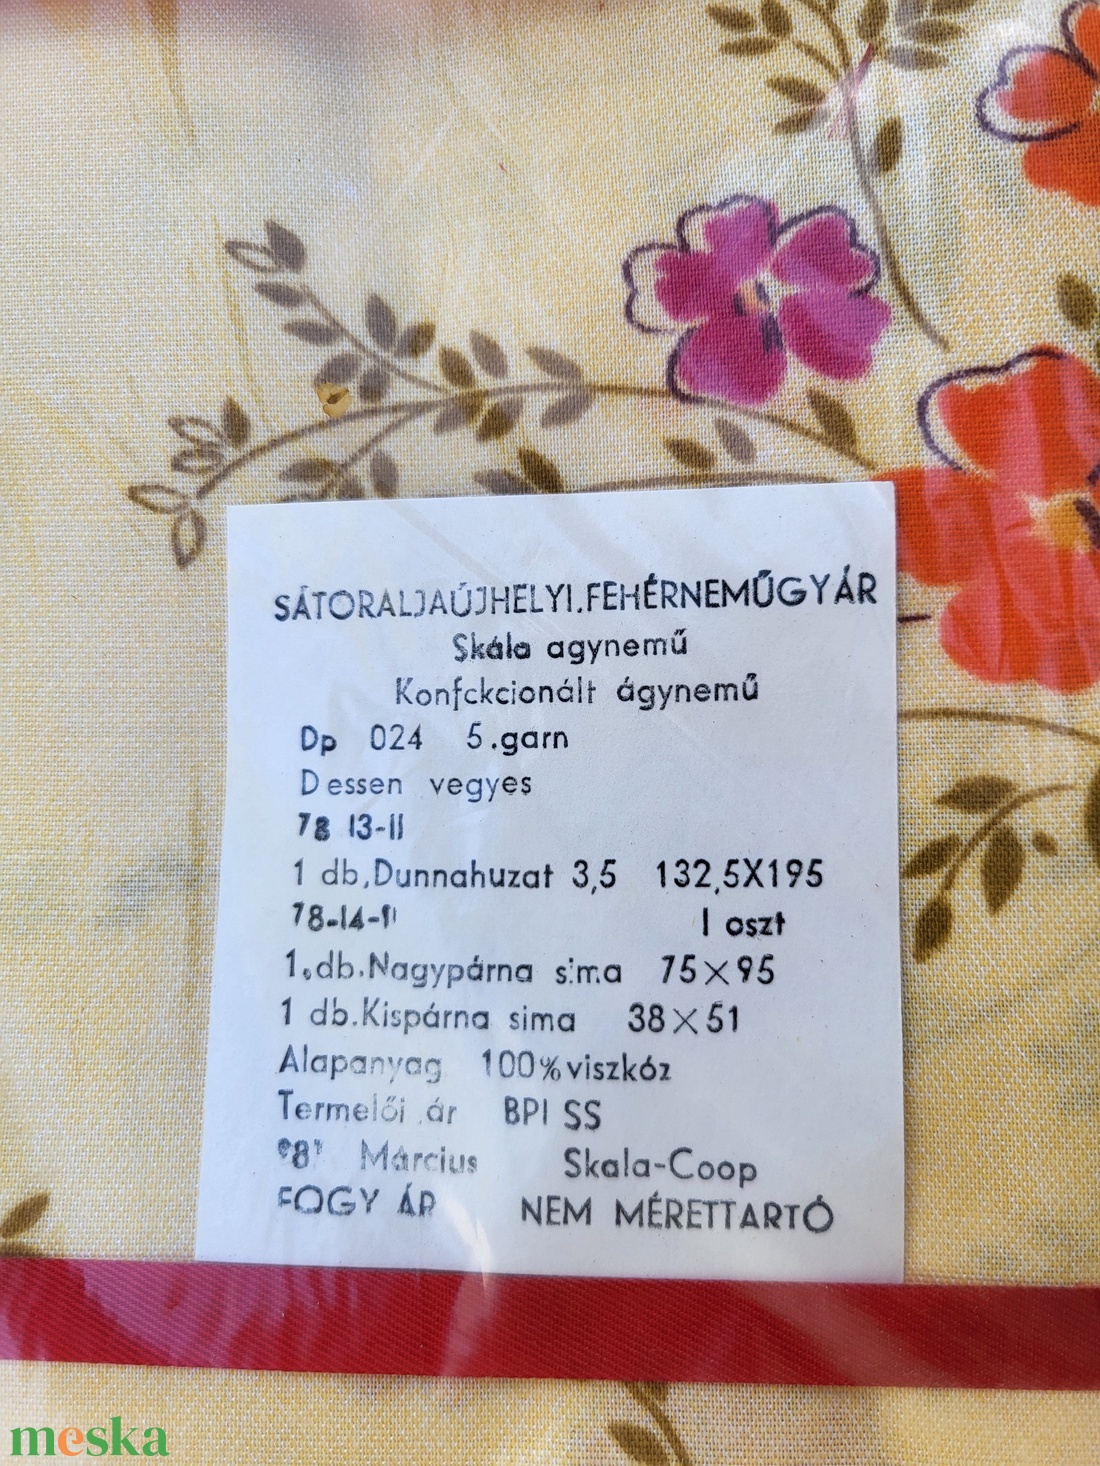 SÁTORALJAÚJHELYI.FEHÉRNEMŰGYÁR
Skála agynemű
Konfckcionált ágynemű
Dp 024 5.garn
Dessen vegyes
78 13-11
1 db,Dunnahuzat 3,5 132,5X195
78-14-11 1 oszt
1.db.Nagypárna sima 75×95
1 db.Kispárna sima 38×51
Alapanyag 100%viszkóz
Termelői ár BPI SS
Március Skala-Coop
FOGY ÁR NEM MÉRETTARTÓ
meska